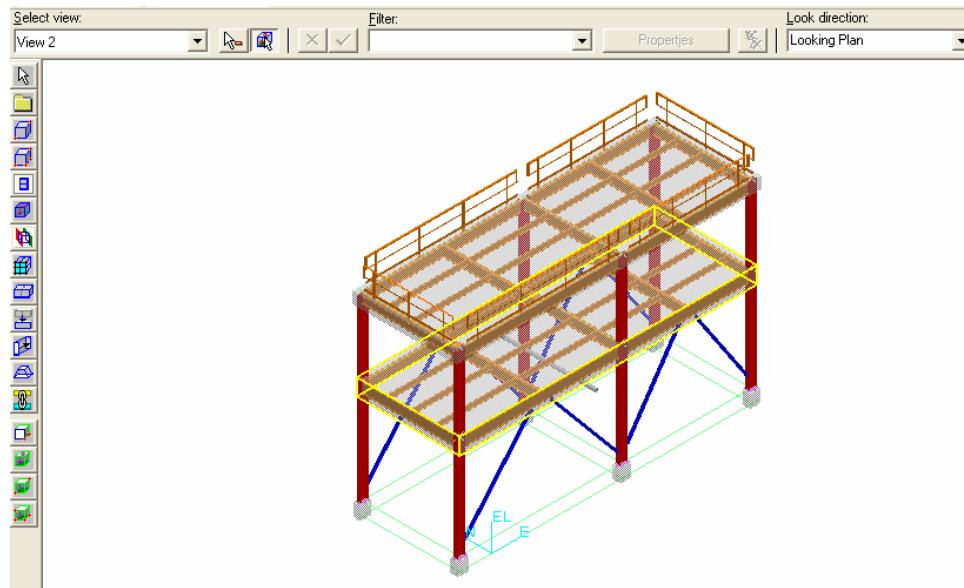 Select view:
Filter:
Look direction:
View 2
Properties
Looking Plan
EL
N
E